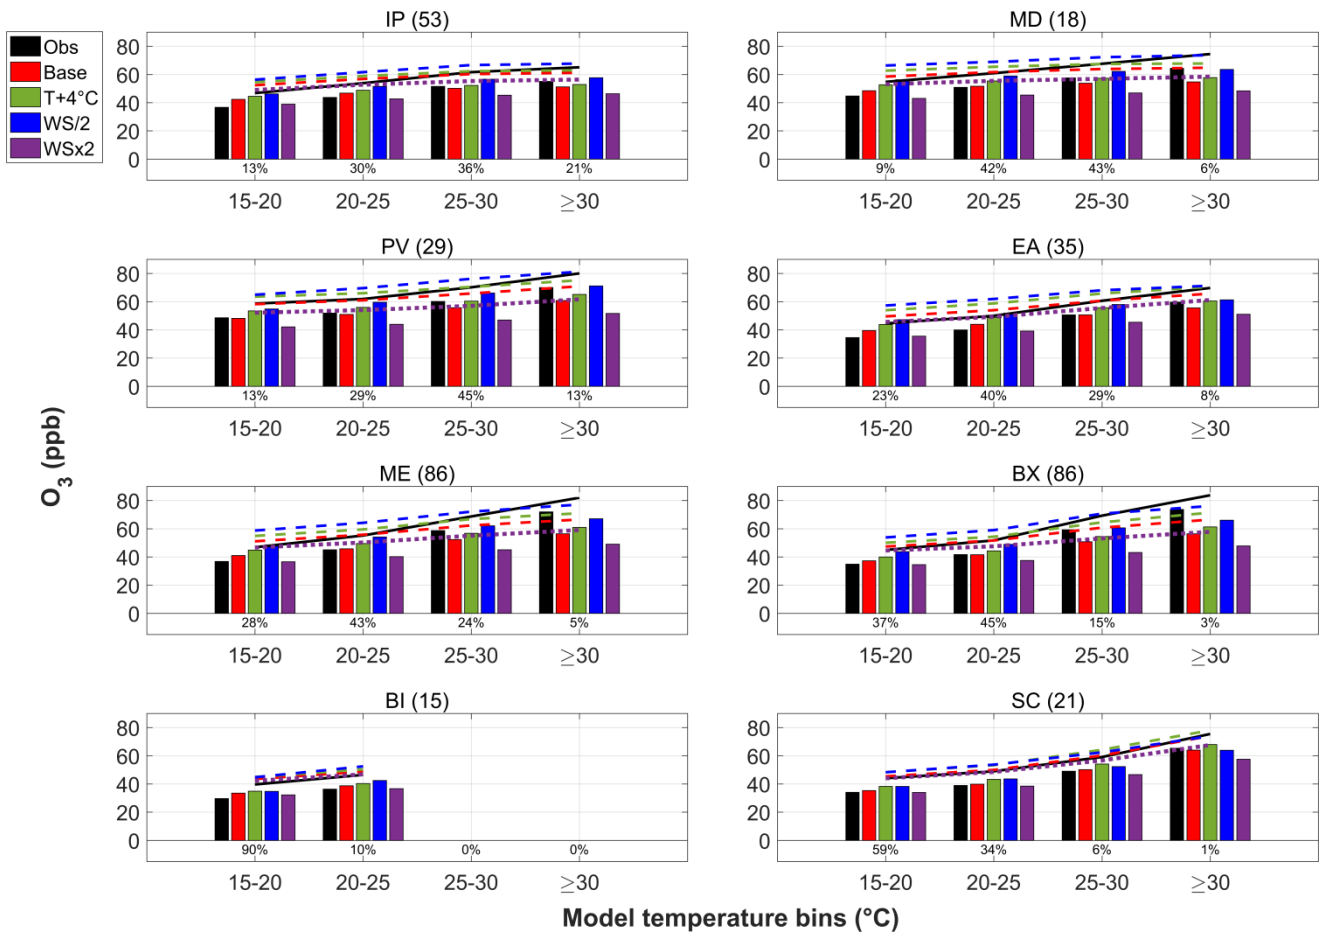 IP (53)
Obs
Base
T+4°C
WS/2
WSx2
80
60
40
20
0
13% 30% 36% 21%
15-20 20-25 25-30 ≥30
MD (18)
80
60
40
20
0
9% 42% 43% 6%
15-20 20-25 25-30 ≥30
PV (29)
80
60
40
20
0
13% 29% 45% 13%
15-20 20-25 25-30 ≥30
EA (35)
80
60
40
20
0
23% 40% 29% 8%
15-20 20-25 25-30 ≥30
O₃ (ppb)
ME (86)
80
60
40
20
0
28% 43% 24% 5%
15-20 20-25 25-30 ≥30
BX (86)
80
60
40
20
0
37% 45% 15% 3%
15-20 20-25 25-30 ≥30
BI (15)
80
60
40
20
0
90% 10% 0% 0%
15-20 20-25 25-30 ≥30
SC (21)
80
60
40
20
0
59% 34% 6% 1%
15-20 20-25 25-30 ≥30
Model temperature bins (°C)